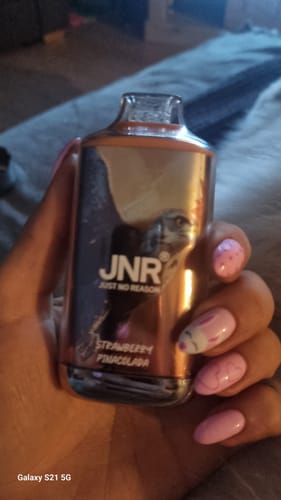 JNR®
JUST NO REASON
STRAWBERRY
PINACOLADA
Galaxy S21 5G